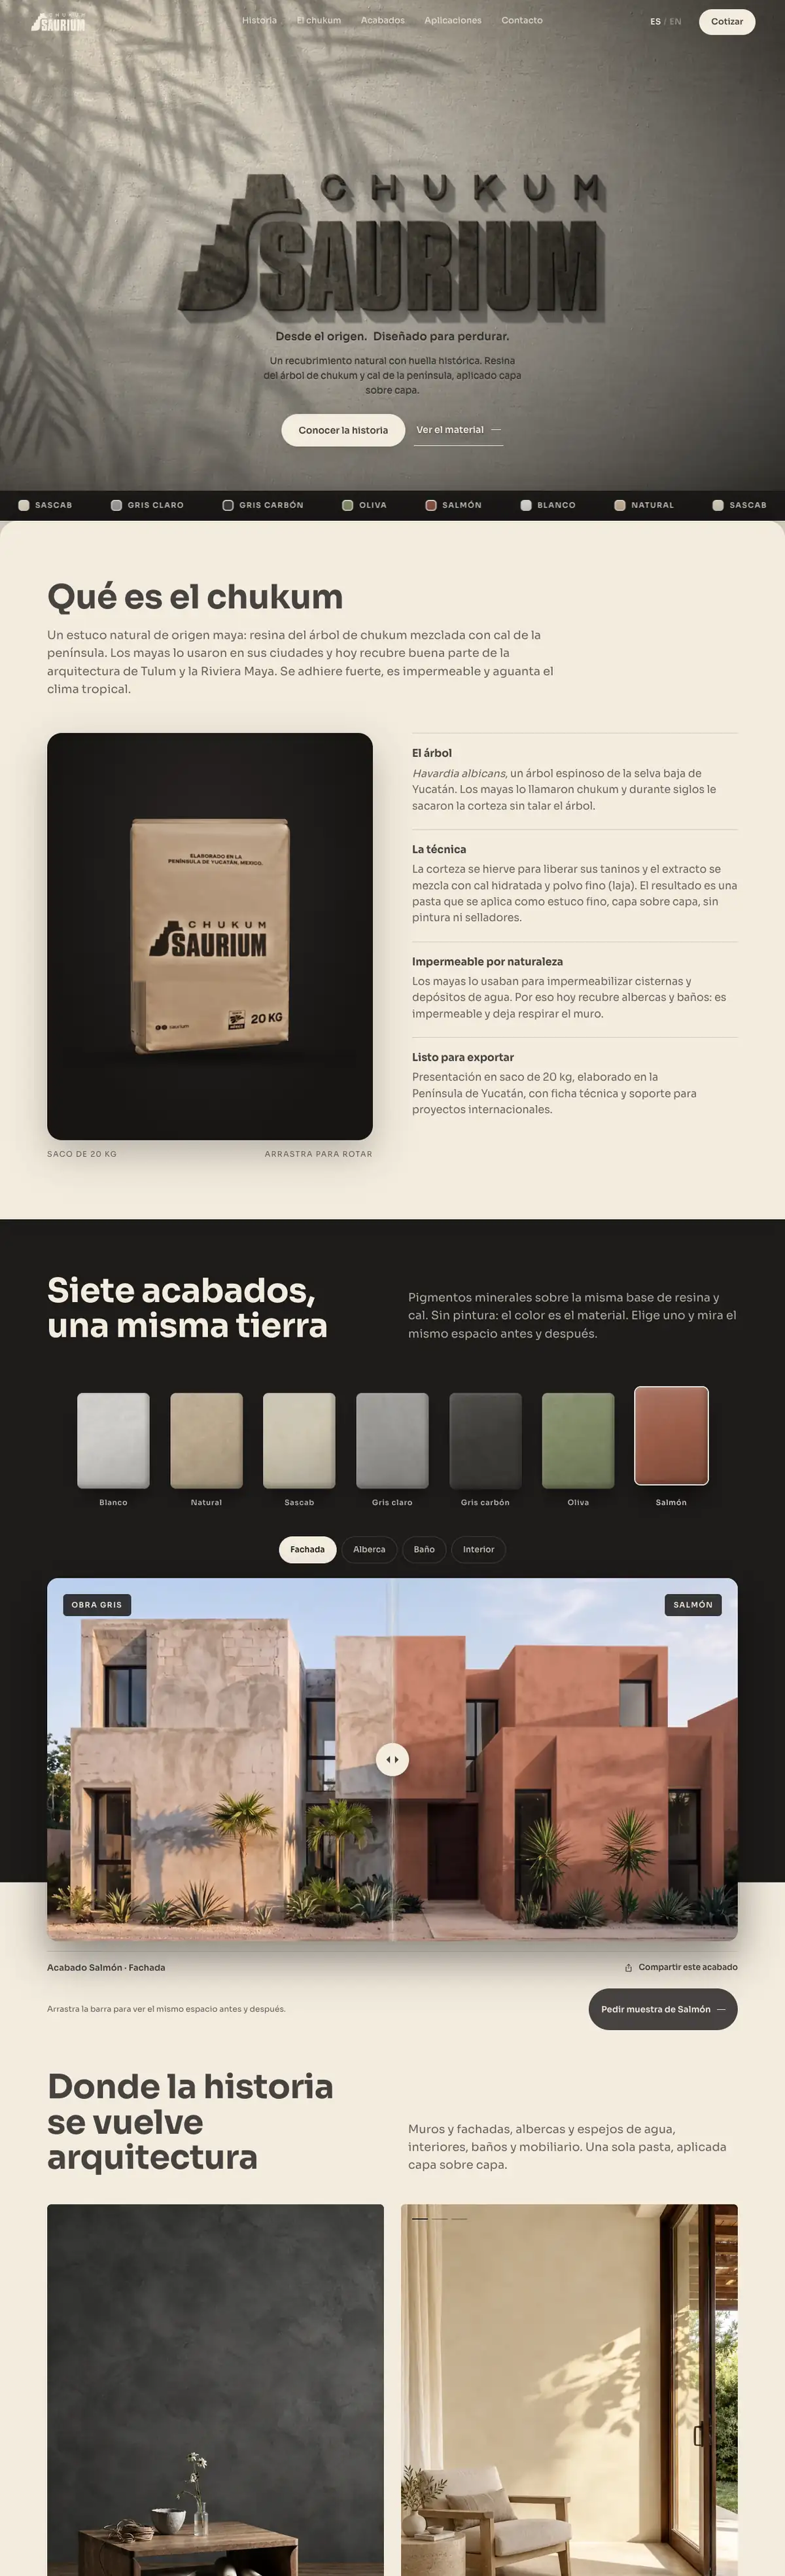 CHUKUM
SAURIUM
Historia
El chukum
Acabados
Aplicaciones
Contacto
ES / EN
Cotizar
CHUKUM
SAURIUM
Desde el origen. Diseñado para perdurar.
Un recubrimiento natural con huella histórica. Resina
del árbol de chukum y cal de la península, aplicado capa
sobre capa.
Conocer la historia
Ver el material —
SASCAB
GRIS CLARO
GRIS CARBÓN
OLIVA
SALMÓN
BLANCO
NATURAL
SASCAB
Qué es el chukum
Un estuco natural de origen maya: resina del árbol de chukum mezclada con cal de la
península. Los mayas lo usaron en sus ciudades y hoy recubre buena parte de la
arquitectura de Tulum y la Riviera Maya. Se adhiere fuerte, es impermeable y aguanta el
clima tropical.
ELABORADO EN LA
PENÍNSULA DE YUCATÁN, MÉXICO.
CHUKUM
SAURIUM
20 KG
SACO DE 20 KG
ARRASTRA PARA ROTAR
El árbol
Havardia albicans, un árbol espinoso de la selva baja de
Yucatán. Los mayas lo llamaron chukum y durante siglos le
sacaron la corteza sin talar el árbol.
La técnica
La corteza se hierve para liberar sus taninos y el extracto se
mezcla con cal hidratada y polvo fino (laja). El resultado es una
pasta que se aplica como estuco fino, capa sobre capa, sin
pintura ni selladores.
Impermeable por naturaleza
Los mayas lo usaban para impermeabilizar cisternas y
depósitos de agua. Por eso hoy recubre albercas y baños: es
impermeable y deja respirar el muro.
Listo para exportar
Presentación en saco de 20 kg, elaborado en la
Península de Yucatán, con ficha técnica y soporte para
proyectos internacionales.
Siete acabados,
una misma tierra
Pigmentos minerales sobre la misma base de resina y
cal. Sin pintura: el color es el material. Elige uno y mira el
mismo espacio antes y después.
Blanco
Natural
Sascab
Gris claro
Gris carbón
Oliva
Salmón
Fachada
Alberca
Baño
Interior
OBRA GRIS
SALMÓN
Acabado Salmón · Fachada
Compartir este acabado
Arrastra la barra para ver el mismo espacio antes y después.
Pedir muestra de Salmón —
Donde la historia
se vuelve
arquitectura
Muros y fachadas, albercas y espejos de agua,
interiores, baños y mobiliario. Una sola pasta, aplicada
capa sobre capa.